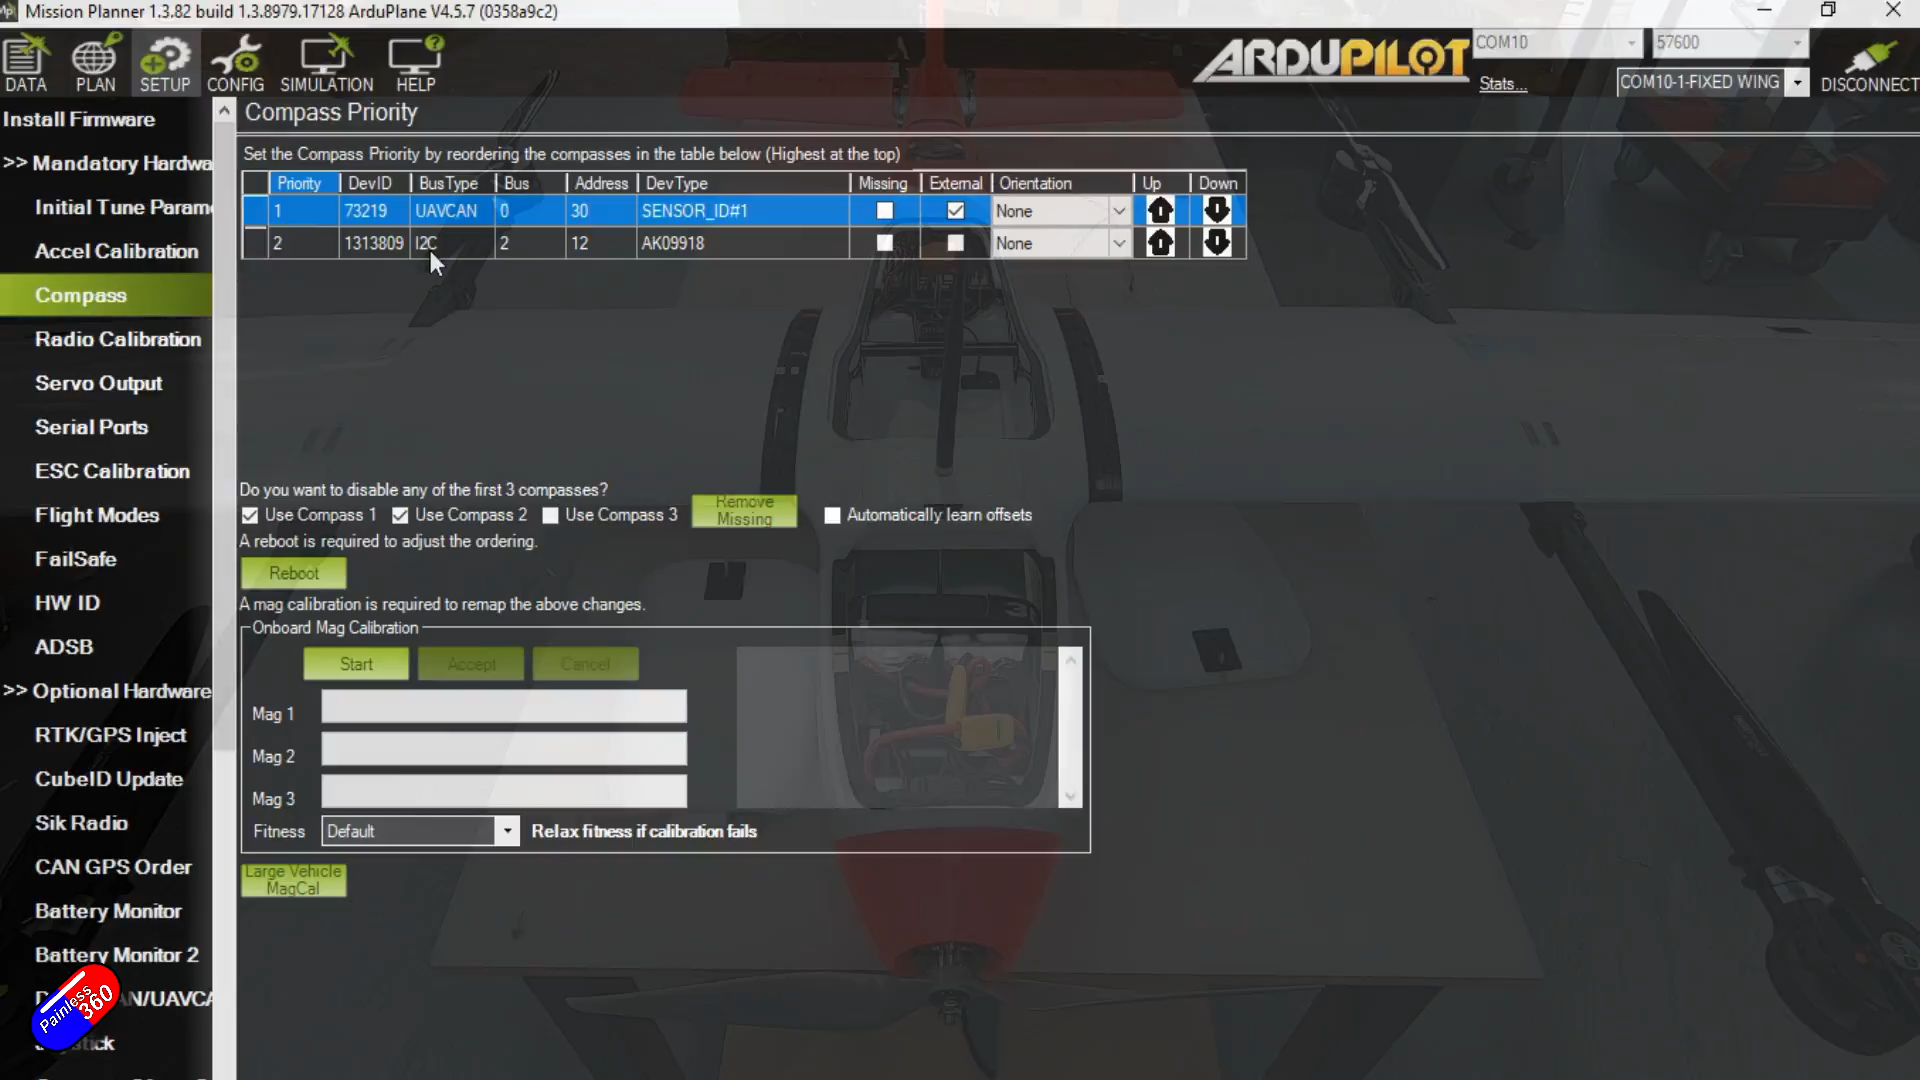 Mission Planner 1.3.82 build 1.3.8979.17128 ArduPlane V4.5.7 (0358a9c2)
DATA PLAN SETUP CONFIG SIMULATION HELP
ARDUPILOT
COM10 57600
Stats...
COM10-1-FIXED WING
DISCONNECT
Install Firmware
>> Mandatory Hardwa
Initial Tune Parame
Accel Calibration
Compass
Radio Calibration
Servo Output
Serial Ports
ESC Calibration
Flight Modes
FailSafe
HW ID
ADSB
>> Optional Hardware
RTK/GPS Inject
CubeID Update
Sik Radio
CAN GPS Order
Battery Monitor
Battery Monitor 2
AN/UAVCA
stick
Painless 360
Compass Priority
Set the Compass Priority by reordering the compasses in the table below (Highest at the top)
Priority DevID BusType Bus Address DevType Missing External Orientation Up Down
1 73219 UAVCAN 0 30 SENSOR_ID#1 None
2 1313809 I2C 2 12 AK09918 None
Do you want to disable any of the first 3 compasses?
Use Compass 1 Use Compass 2 Use Compass 3 Remove Missing Automatically learn offsets
A reboot is required to adjust the ordering.
Reboot
A mag calibration is required to remap the above changes.
Onboard Mag Calibration
Start Accept Cancel
Mag 1
Mag 2
Mag 3
Fitness Default Relax fitness if calibration fails
Large Vehicle
MagCal